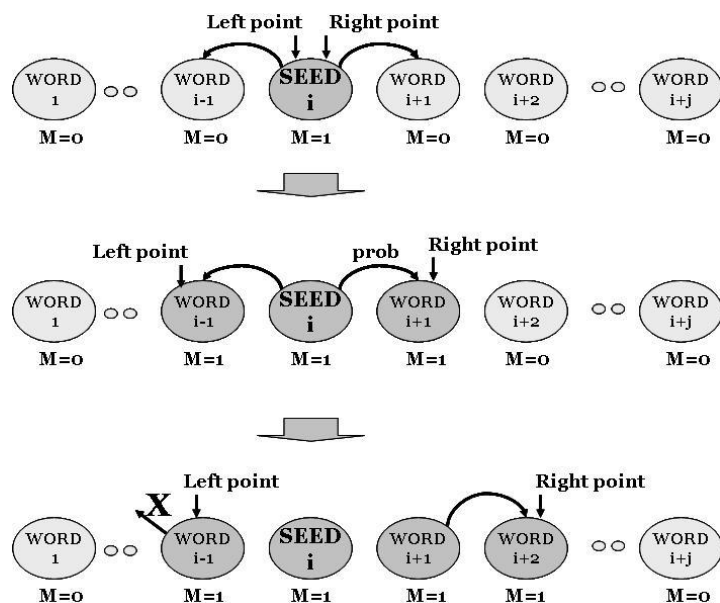 Left point Right point
WORD 1 WORD i-1 SEED i WORD i+1 WORD i+2 WORD i+j
M=0 M=0 M=1 M=0 M=0 M=0
Left point prob Right point
WORD 1 WORD i-1 SEED i WORD i+1 WORD i+2 WORD i+j
M=0 M=1 M=1 M=1 M=0 M=0
X Left point Right point
WORD 1 WORD i-1 SEED i WORD i+1 WORD i+2 WORD i+j
M=0 M=1 M=1 M=1 M=1 M=0